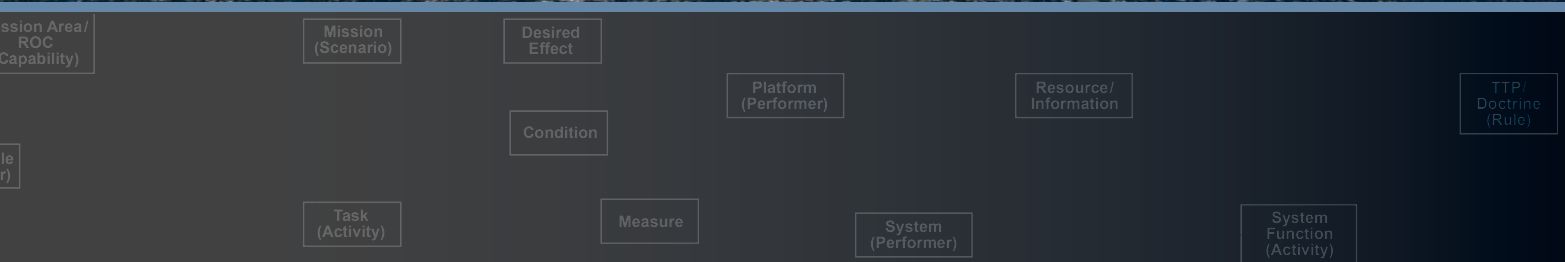 ssion Area/
ROC
Capability)
Mission
(Scenario)
Desired
Effect
Platform
(Performer)
Resource/
Information
TTP/
Doctrine
(Rule)
Condition
le
r)
Task
(Activity)
Measure
System
(Performer)
System
Function
(Activity)